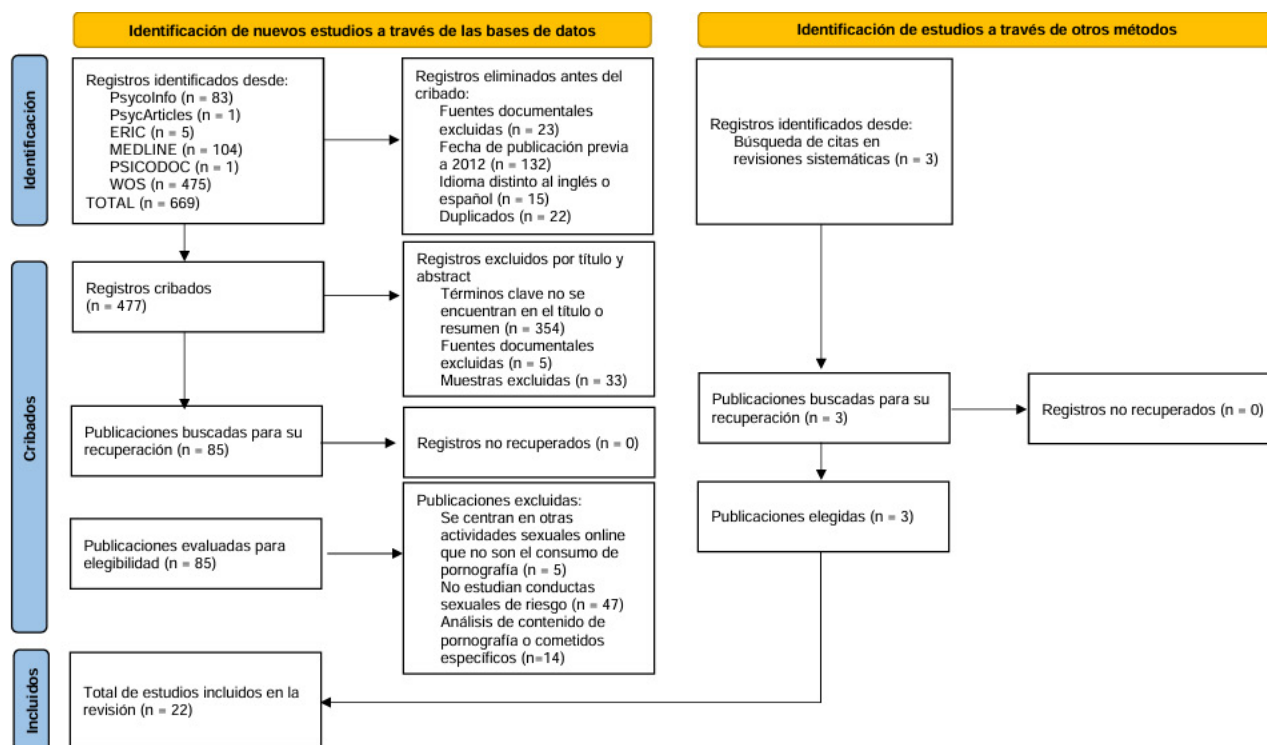 Identificación de nuevos estudios a través de las bases de datos
Identificación de estudios a través de otros métodos
Identificación
Registros identificados desde:
PsycoInfo (n = 83)
PsycArticles (n = 1)
ERIC (n = 5)
MEDLINE (n = 104)
PSICODOC (n = 1)
WOS (n = 475)
TOTAL (n = 669)
Registros eliminados antes del
cribado:
Fuentes documentales
excluidas (n = 23)
Fecha de publicación previa
a 2012 (n = 132)
Idioma distinto al inglés o
español (n = 15)
Duplicados (n = 22)
Registros identificados desde:
Búsqueda de citas en
revisiones sistemáticas (n = 3)
Cribados
Registros cribados
(n = 477)
Registros excluidos por título y
abstract
Términos clave no se
encuentran en el título o
resumen (n = 354)
Fuentes documentales
excluidas (n = 5)
Muestras excluidas (n = 33)
Publicaciones buscadas para su
recuperación (n = 85)
Registros no recuperados (n = 0)
Publicaciones buscadas para su
recuperación (n = 3)
Registros no recuperados (n = 0)
Publicaciones evaluadas para
elegibilidad (n = 85)
Publicaciones excluidas:
Se centran en otras
actividades sexuales online
que no son el consumo de
pornografía (n = 5)
No estudian conductas
sexuales de riesgo (n = 47)
Análisis de contenido de
pornografía o cometidos
específicos (n=14)
Publicaciones elegidas (n = 3)
Incluidos
Total de estudios incluidos en la
revisión (n = 22)